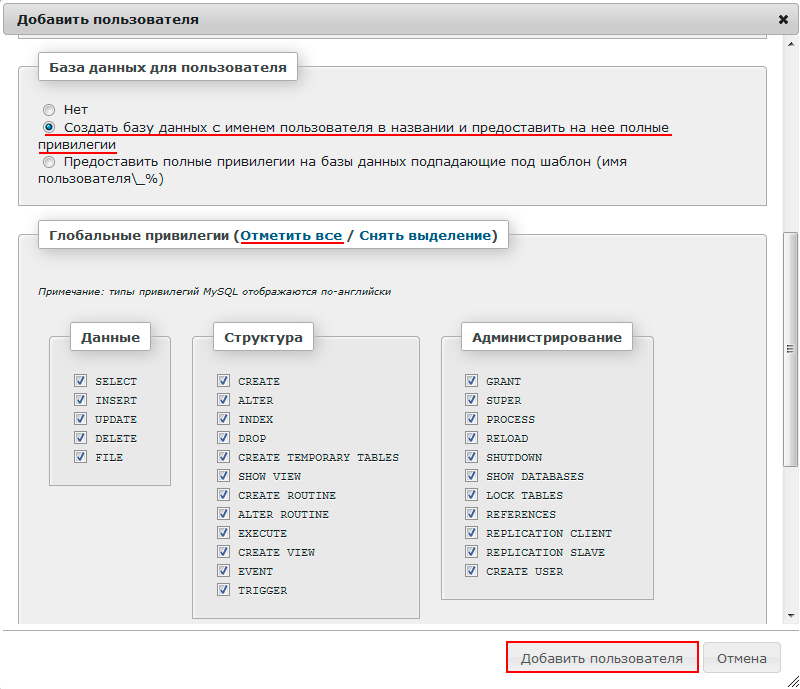 Добавить пользователя
База данных для пользователя
Нет
Создать базу данных с именем пользователя в названии и предоставить на нее полные
привилегии
Предоставить полные привилегии на базы данных подпадающие под шаблон (имя
пользователя\_%)
Глобальные привилегии (Отметить все / Снять выделение)
Примечание: типы привилегий MySQL отображаются по-английски
Данные
SELECT
INSERT
UPDATE
DELETE
FILE
Структура
CREATE
ALTER
INDEX
DROP
CREATE TEMPORARY TABLES
SHOW VIEW
CREATE ROUTINE
ALTER ROUTINE
EXECUTE
CREATE VIEW
EVENT
TRIGGER
Администрирование
GRANT
SUPER
PROCESS
RELOAD
SHUTDOWN
SHOW DATABASES
LOCK TABLES
REFERENCES
REPLICATION CLIENT
REPLICATION SLAVE
CREATE USER
Добавить пользователя
Отмена